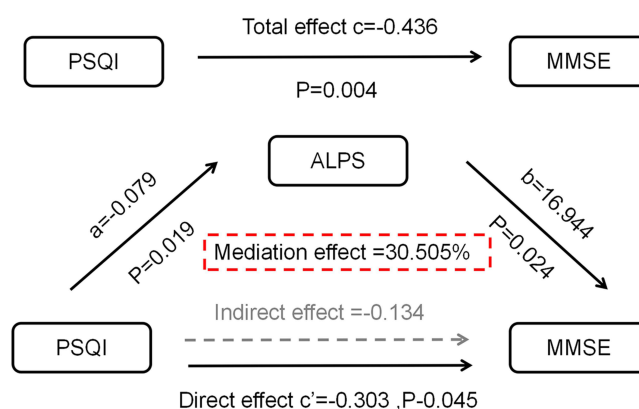 Total effect c=-0.436
PSQI
MMSE
P=0.004
ALPS
a=-0.079
P=0.019
b=16.944
P=0.024
Mediation effect =30.505%
Indirect effect =-0.134
PSQI
MMSE
Direct effect c'=-0.303 ,P-0.045